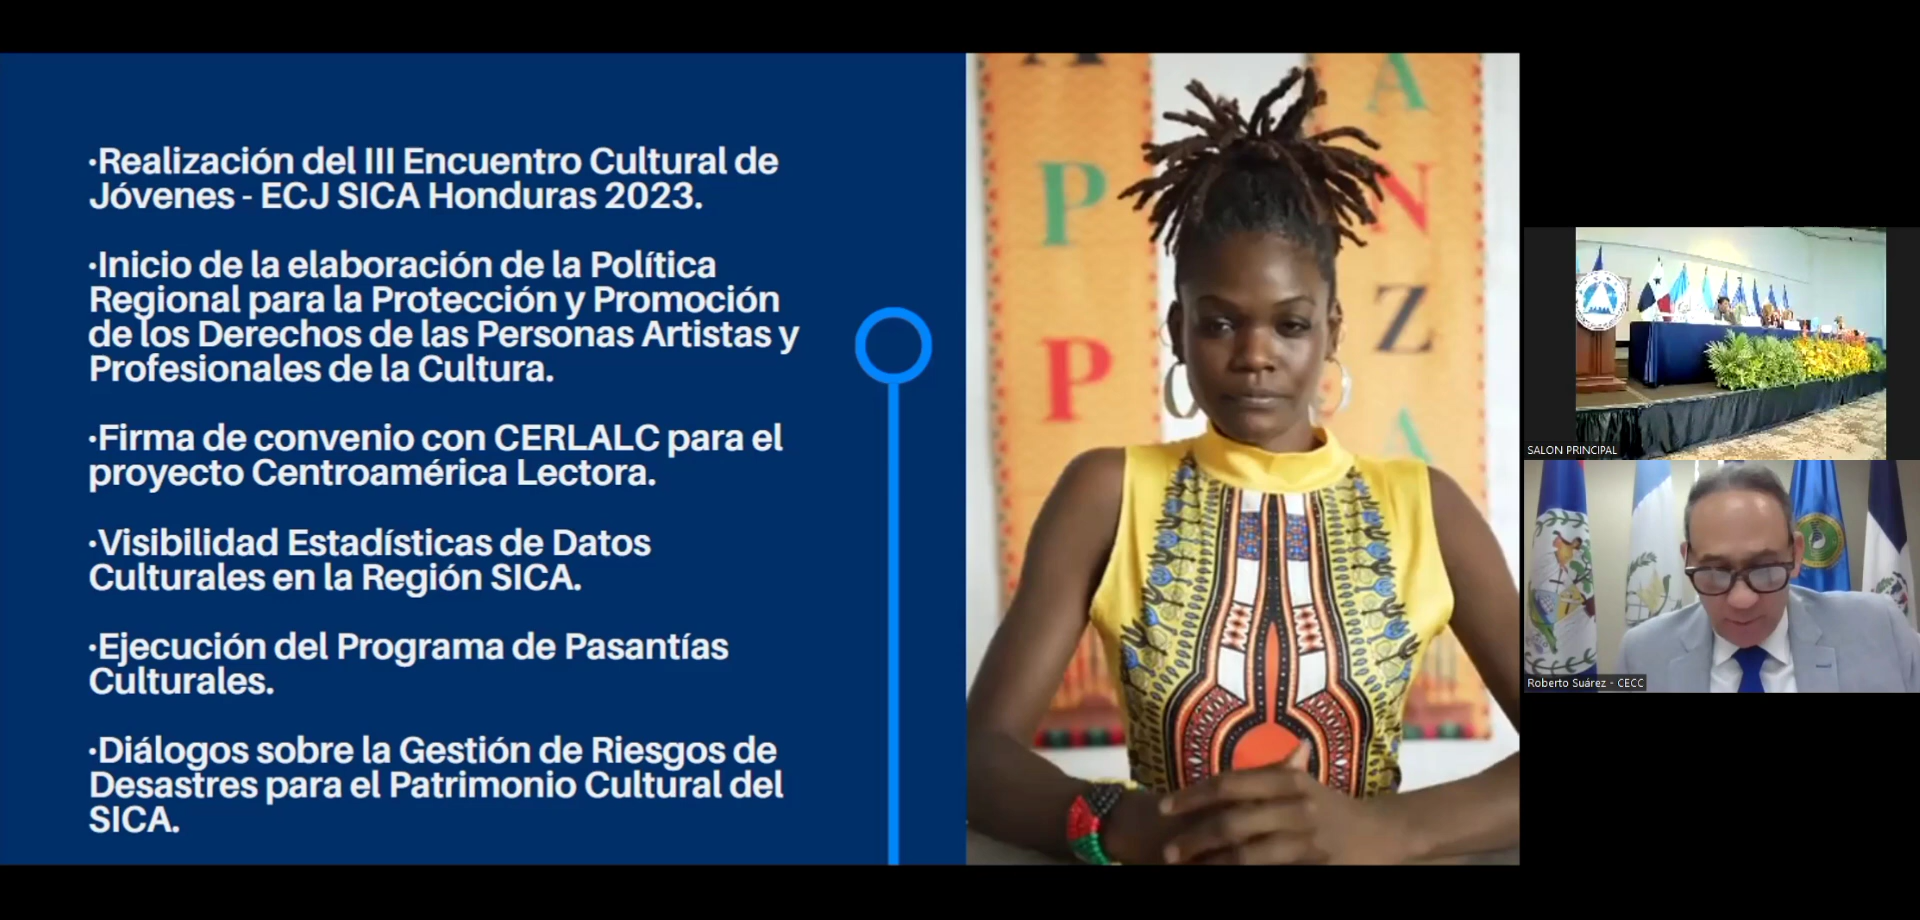 ·Realización del III Encuentro Cultural de
Jóvenes - ECJ SICA Honduras 2023.
·Inicio de la elaboración de la Política
Regional para la Protección y Promoción
de los Derechos de las Personas Artistas y
Profesionales de la Cultura.
·Firma de convenio con CERLALC para el
proyecto Centroamérica Lectora.
·Visibilidad Estadísticas de Datos
Culturales en la Región SICA.
·Ejecución del Programa de Pasantías
Culturales.
·Diálogos sobre la Gestión de Riesgos de
Desastres para el Patrimonio Cultural del
SICA.
P
P
A
N
Z
A
SALON PRINCIPAL
Roberto Suárez - CECC